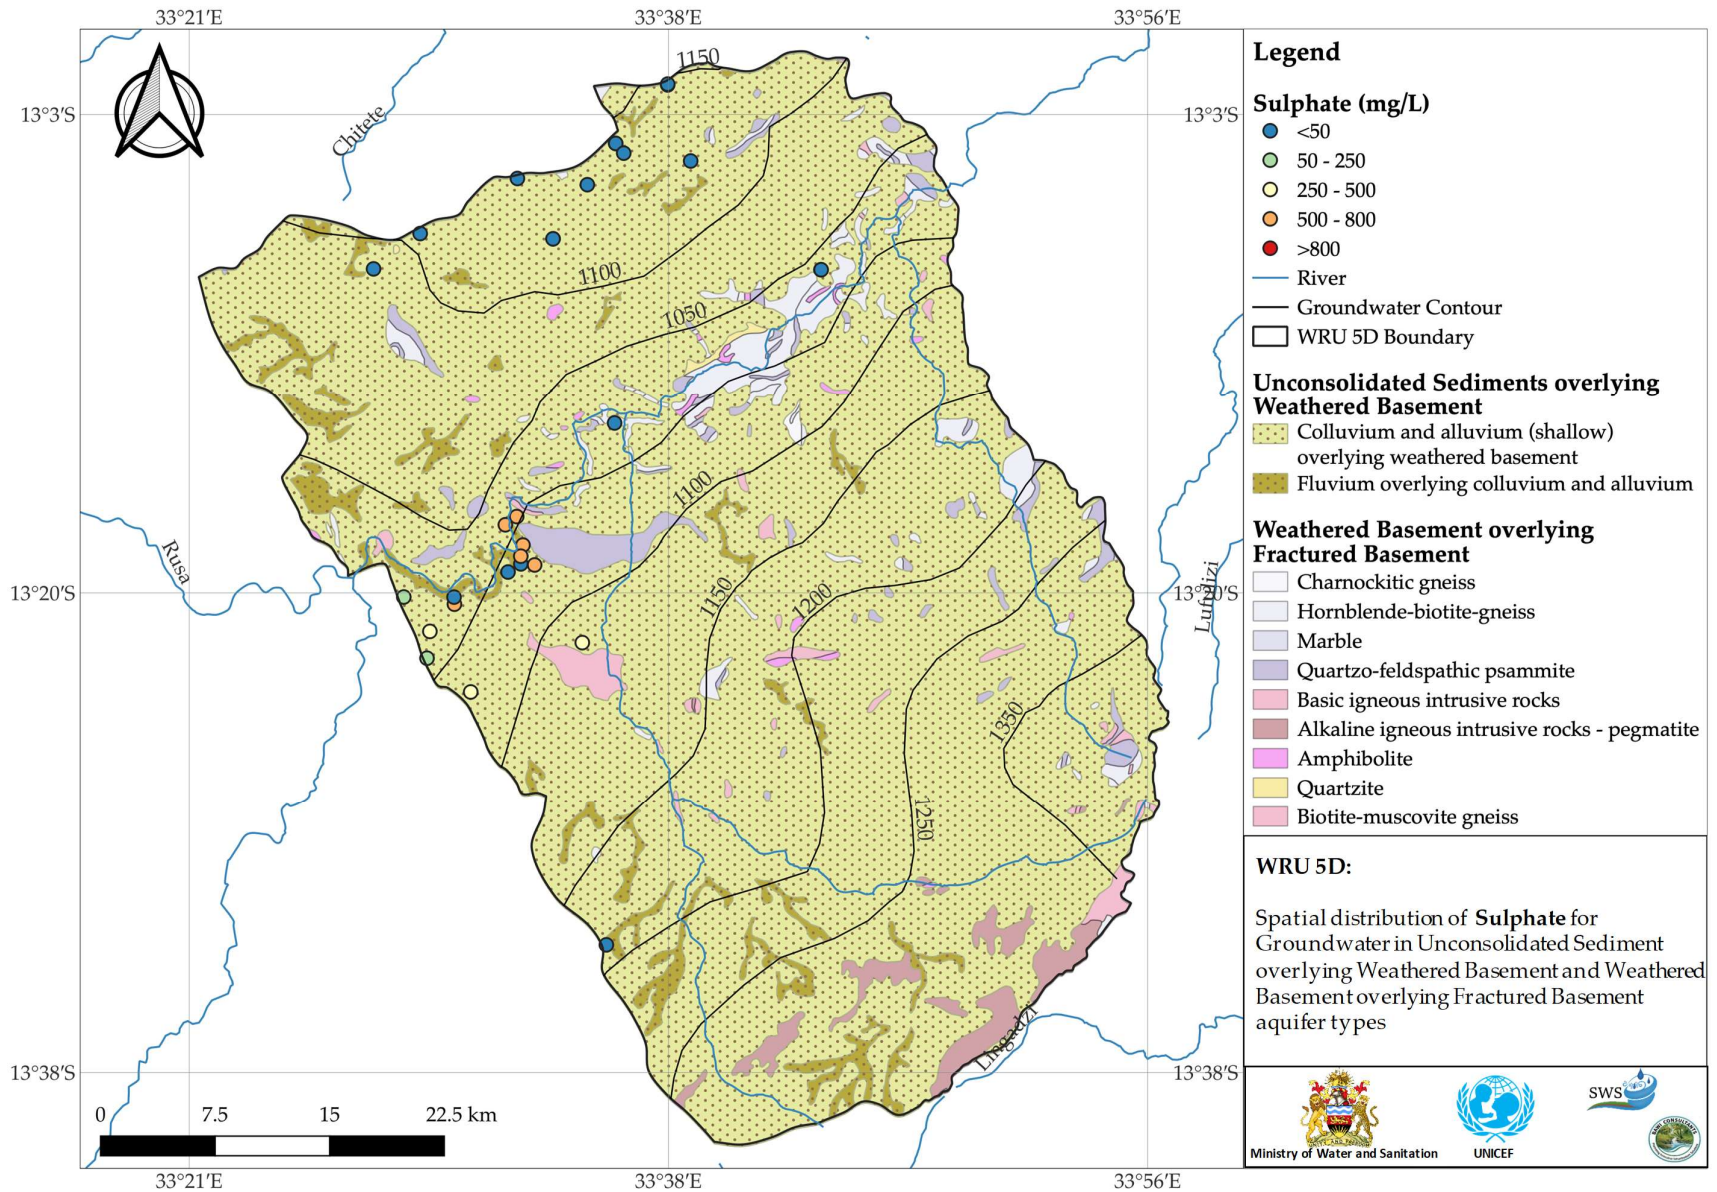 33°21'E 33°38'E 33°56'E
1150
13°3'S 13°3'S
Chitete
1100
1050
1100
Rusa
13°20'S 13°20'S
1150
1200
Lufulizi
1350
1250
Lingadzi
13°38'S 13°38'S
0 7.5 15 22.5 km
33°21'E 33°38'E 33°56'E
Legend
Sulphate (mg/L)
<50
50 - 250
250 - 500
500 - 800
>800
River
Groundwater Contour
WRU 5D Boundary
Unconsolidated Sediments overlying
Weathered Basement
Colluvium and alluvium (shallow)
overlying weathered basement
Fluvium overlying colluvium and alluvium
Weathered Basement overlying
Fractured Basement
Charnockitic gneiss
Hornblende-biotite-gneiss
Marble
Quartzo-feldspathic psammite
Basic igneous intrusive rocks
Alkaline igneous intrusive rocks - pegmatite
Amphibolite
Quartzite
Biotite-muscovite gneiss
WRU 5D:
Spatial distribution of Sulphate for
Groundwater in Unconsolidated Sediment
overlying Weathered Basement and Weathered
Basement overlying Fractured Basement
aquifer types
SWS
Ministry of Water and Sanitation
UNICEF